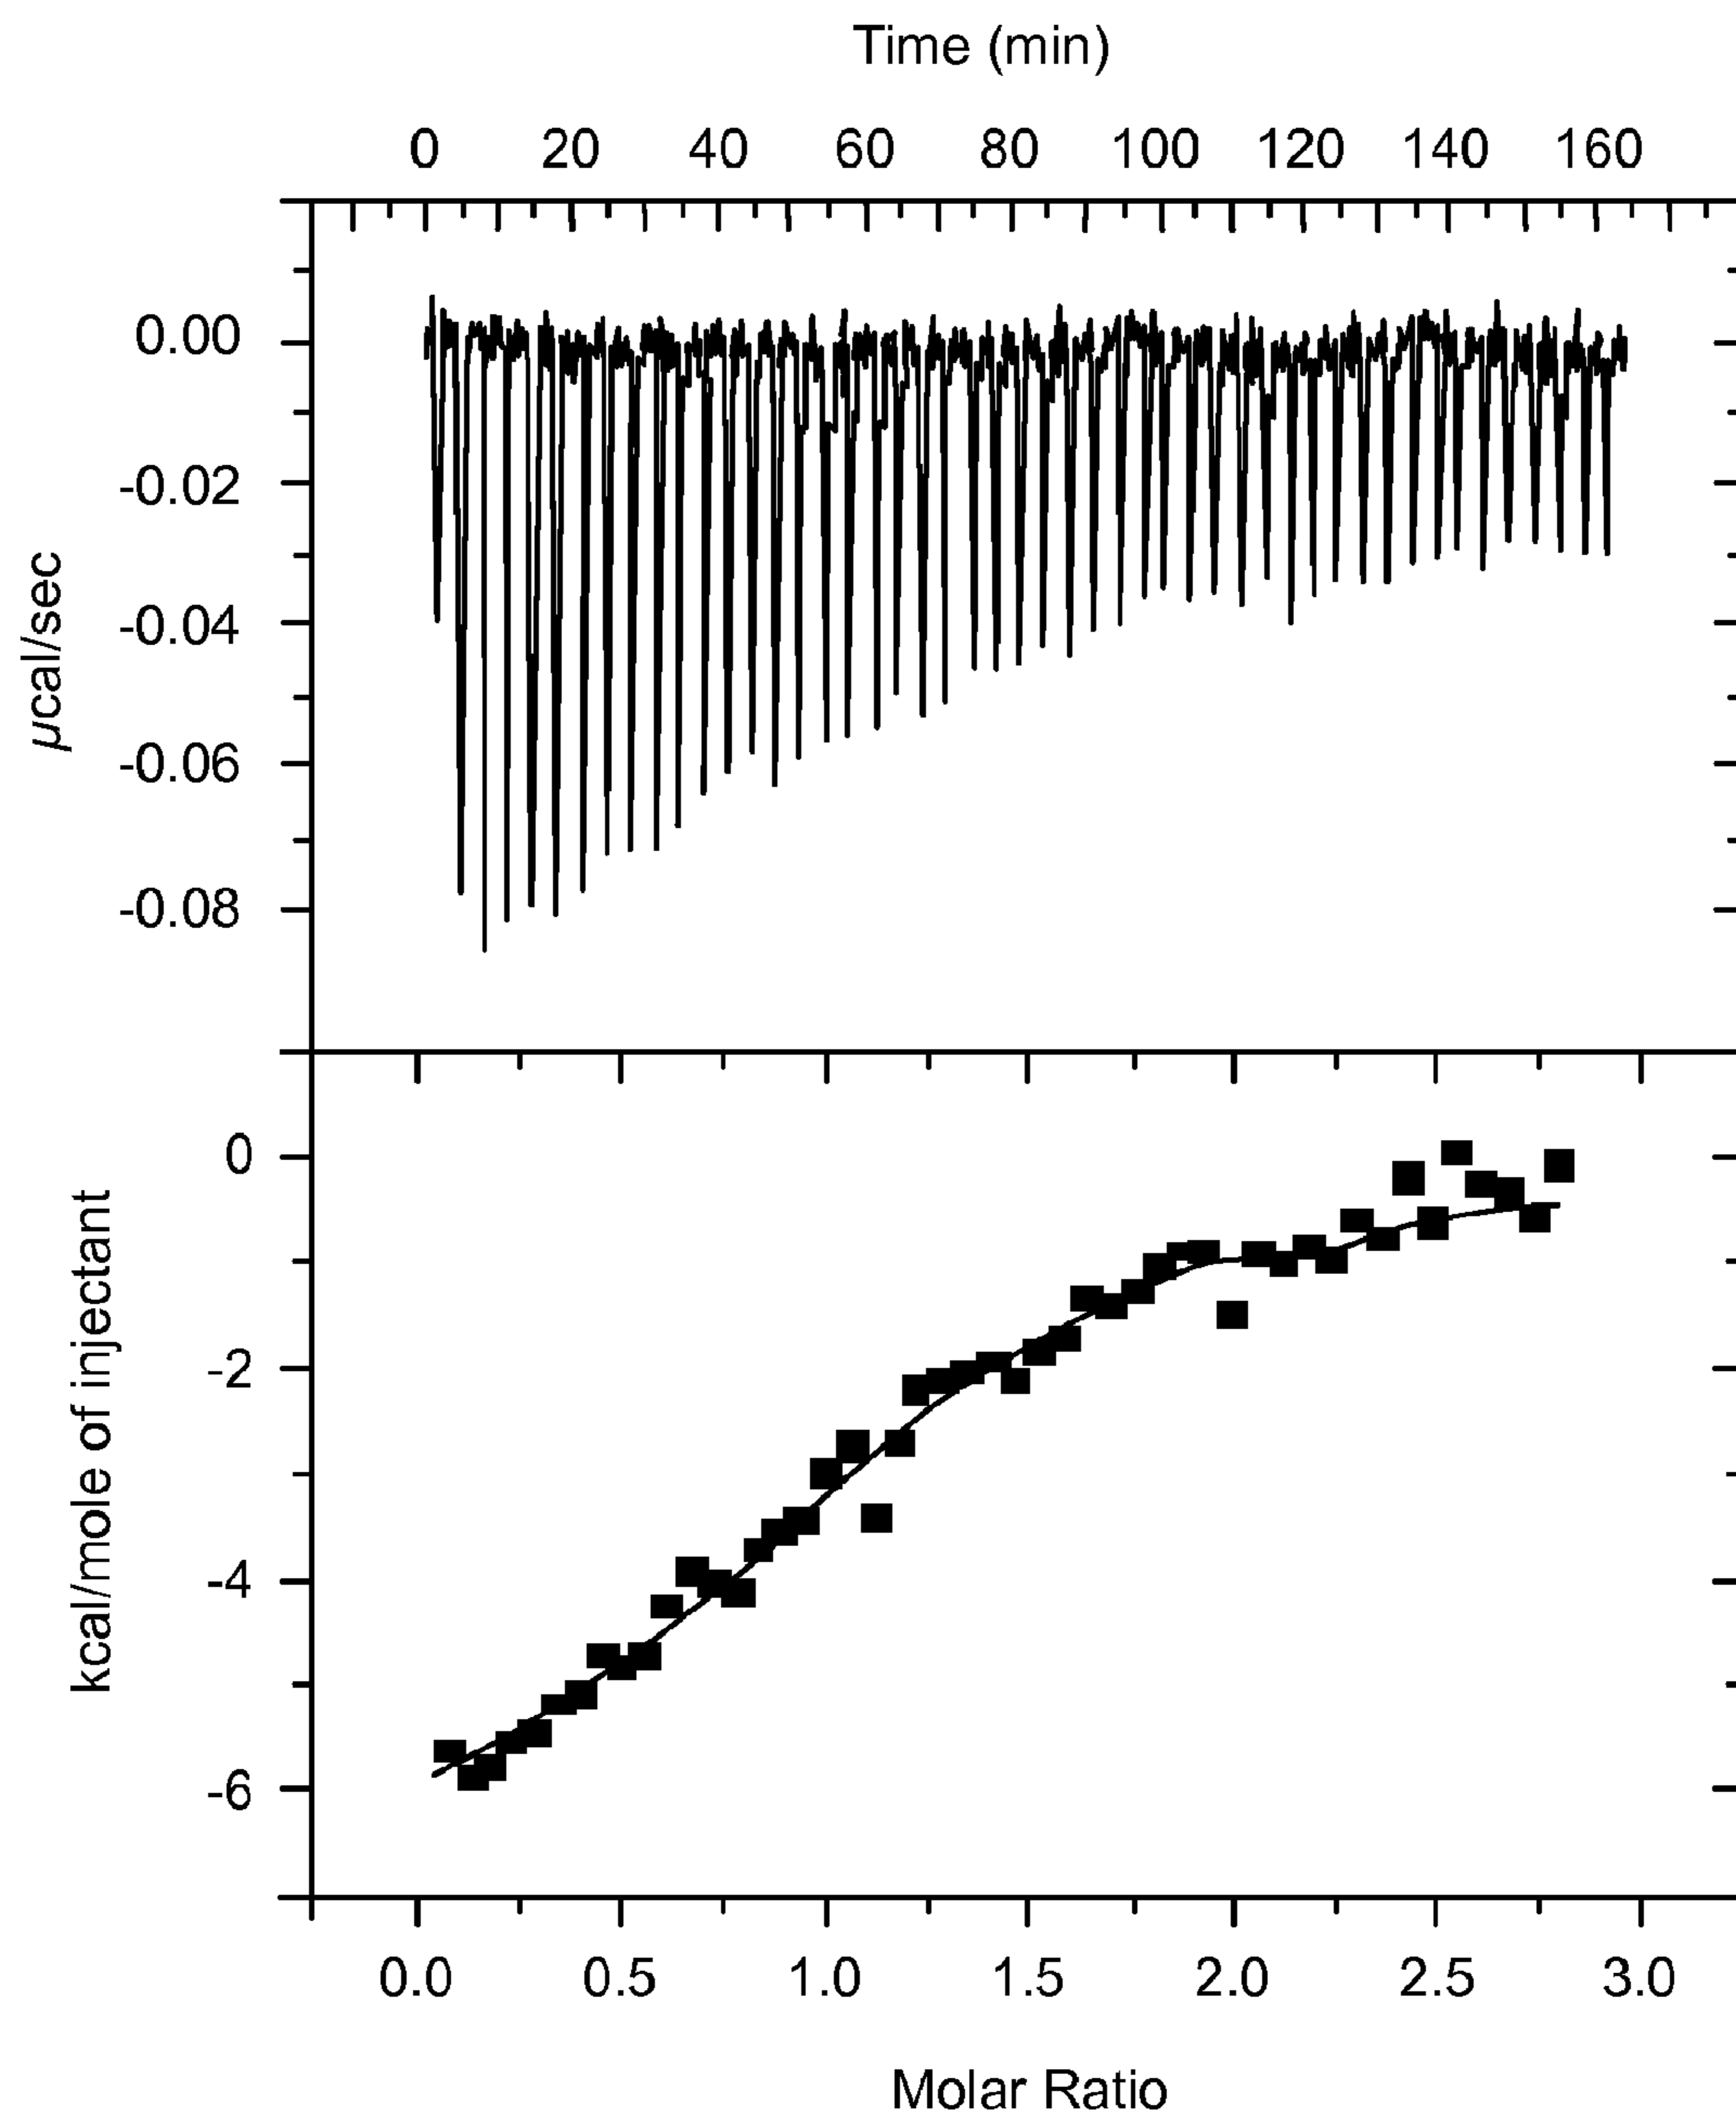 Time (min)
0 20 40 60 80 100 120 140 160
0.00
-0.02
-0.04
-0.06
-0.08
µcal/sec
0
-2
-4
-6
kcal/mole of injectant
0.0 0.5 1.0 1.5 2.0 2.5 3.0
Molar Ratio